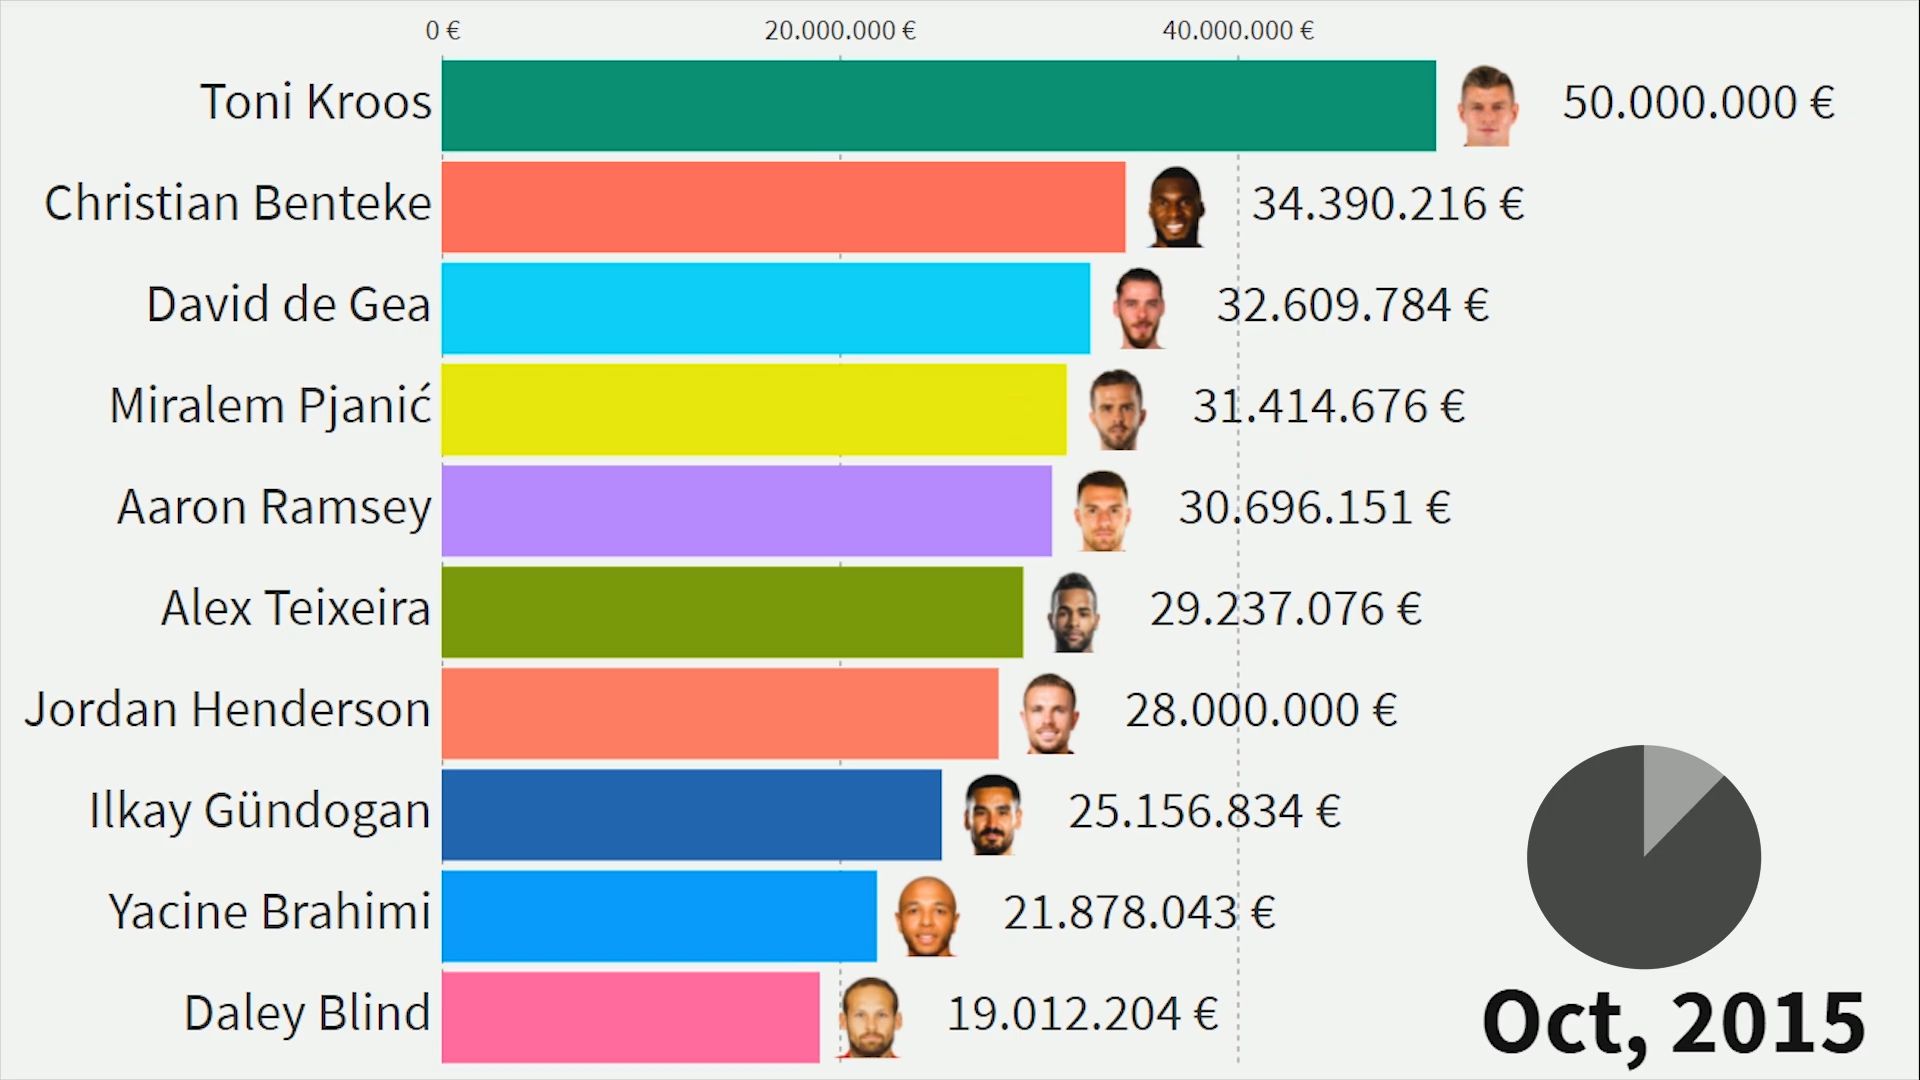 0 € 20.000.000 € 40.000.000 €
Toni Kroos 50.000.000 €
Christian Benteke 34.390.216 €
David de Gea 32.609.784 €
Miralem Pjanić 31.414.676 €
Aaron Ramsey 30.696.151 €
Alex Teixeira 29.237.076 €
Jordan Henderson 28.000.000 €
Ilkay Gündogan 25.156.834 €
Yacine Brahimi 21.878.043 €
Daley Blind 19.012.204 €
Oct, 2015